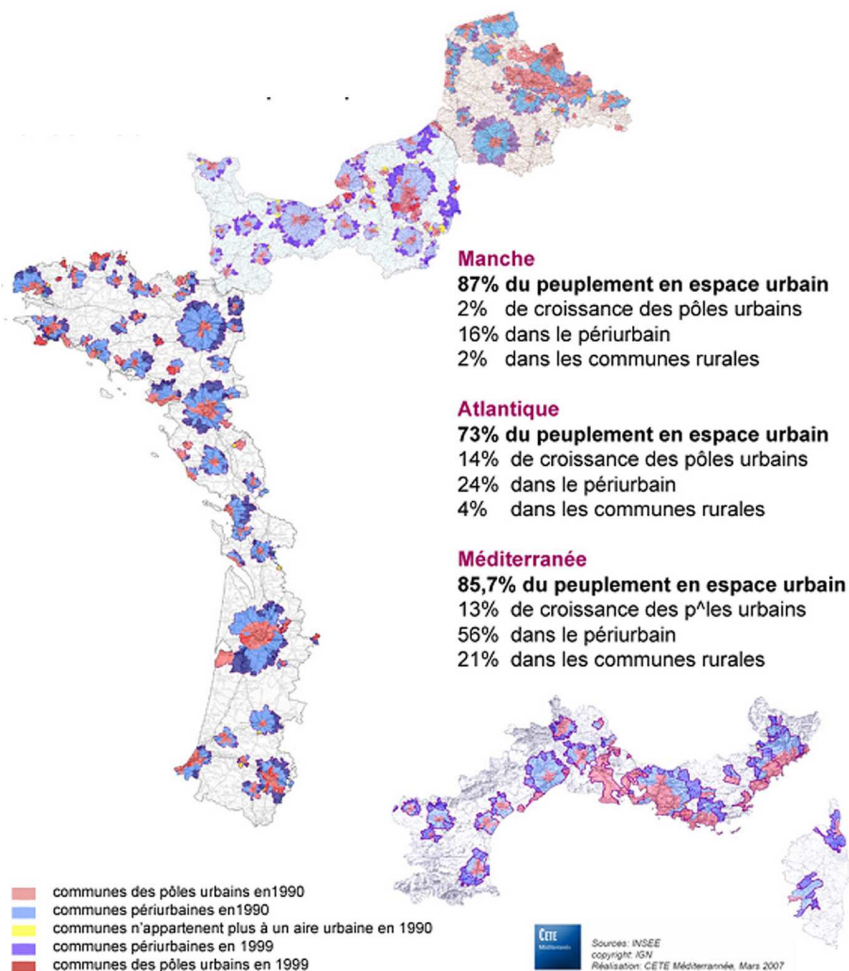 Manche
87% du peuplement en espace urbain
2% de croissance des pôles urbains
16% dans le périurbain
2% dans les communes rurales
Atlantique
73% du peuplement en espace urbain
14% de croissance des pôles urbains
24% dans le périurbain
4% dans les communes rurales
Méditerranée
85,7% du peuplement en espace urbain
13% de croissance des p^les urbains
56% dans le périurbain
21% dans les communes rurales
communes des pôles urbains en1990
communes périurbaines en1990
communes n'appartenent plus à un aire urbaine en 1990
communes périurbaines en 1999
communes des pôles urbains en 1999
CETE
Méditerranée
Sources: INSEE
copyright: IGN
Réalisation: CETE Méditerrannée, Mars 2007